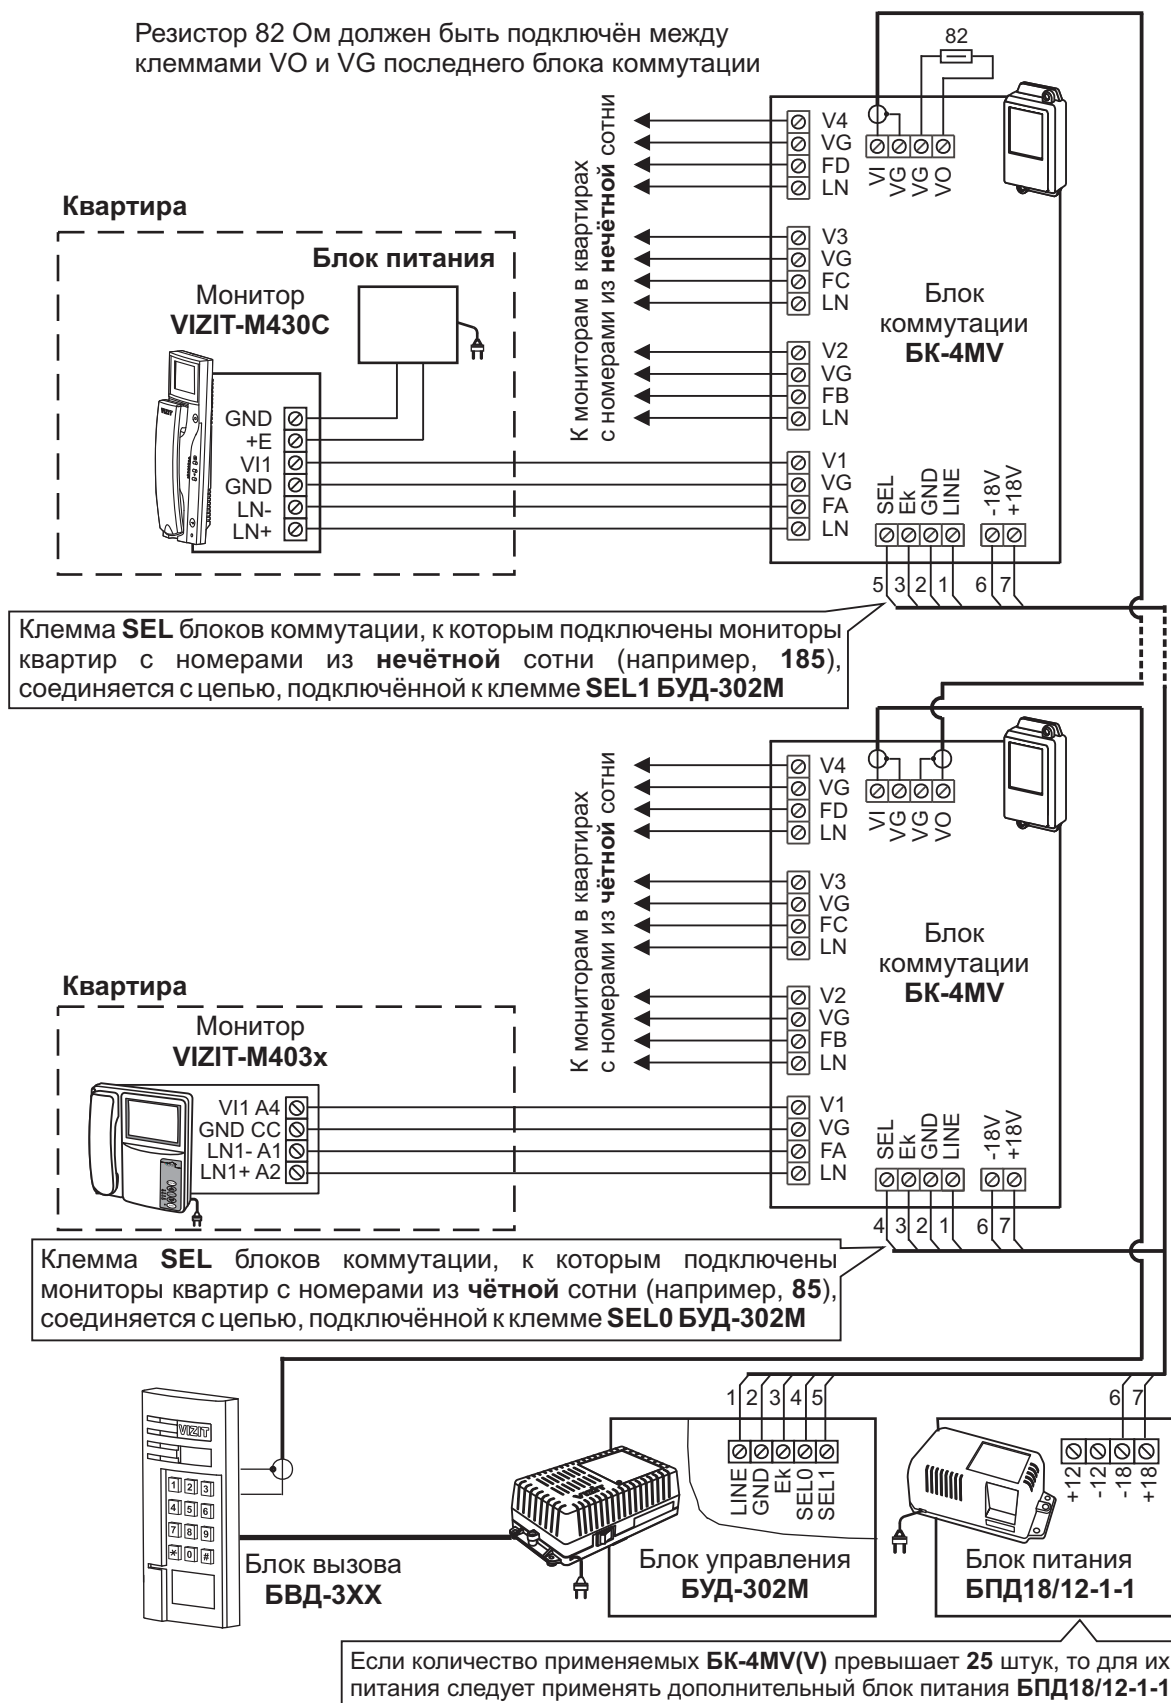 Резистор 82 Ом должен быть подключён между
клеммами VO и VG последнего блока коммутации
82
V4
VG
FD
LN
VI
VG
VG
VO
К мониторам в квартирах
с номерами из нечётной сотни
V3
VG
FC
LN
Блок
коммутации
БК-4MV
V2
VG
FB
LN
V1
VG
FA
LN
SEL
Ek
GND
LINE
-18V
+18V
5
3
2
1
6
7
Квартира
Блок питания
Монитор
VIZIT-M430C
VIZIT
GND
+E
VI1
GND
LN-
LN+
Клемма SEL блоков коммутации, к которым подключены мониторы
квартир с номерами из нечётной сотни (например, 185),
соединяется с цепью, подключённой к клемме SEL1 БУД-302М
V4
VG
FD
LN
VI
VG
VG
VO
К мониторам в квартирах
с номерами из чётной сотни
V3
VG
FC
LN
Блок
коммутации
БК-4MV
V2
VG
FB
LN
V1
VG
FA
LN
SEL
Ek
GND
LINE
-18V
+18V
4
3
2
1
6
7
Квартира
Монитор
VIZIT-M403x
VI1 A4
GND CC
LN1- A1
LN1+ A2
Клемма SEL блоков коммутации, к которым подключены
мониторы квартир с номерами из чётной сотни (например, 85),
соединяется с цепью, подключённой к клемме SEL0 БУД-302М
VIZIT
1 2 3
4 5 6
7 8 9
* 0 #
Блок вызова
БВД-3ХХ
1
2
3
4
5
LINE
GND
Ek
SEL0
SEL1
Блок управления
БУД-302М
6
7
+12
-12
-18
+18
Блок питания
БПД18/12-1-1
Если количество применяемых БК-4MV(V) превышает 25 штук, то для их
питания следует применять дополнительный блок питания БПД18/12-1-1